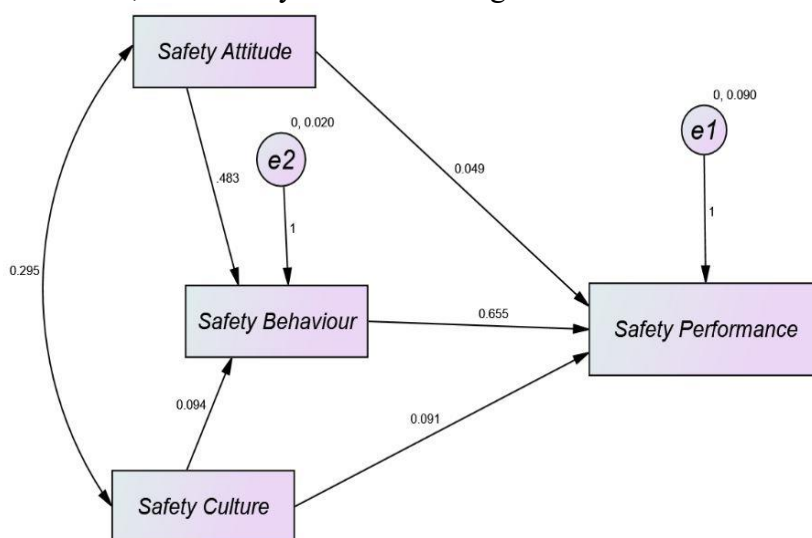 Safety Attitude
0, 0.090
e1
0, 0.020
e2
0.049
.483
1
1
0.295
Safety Behaviour
0.655
Safety Performance
0.094
0.091
Safety Culture